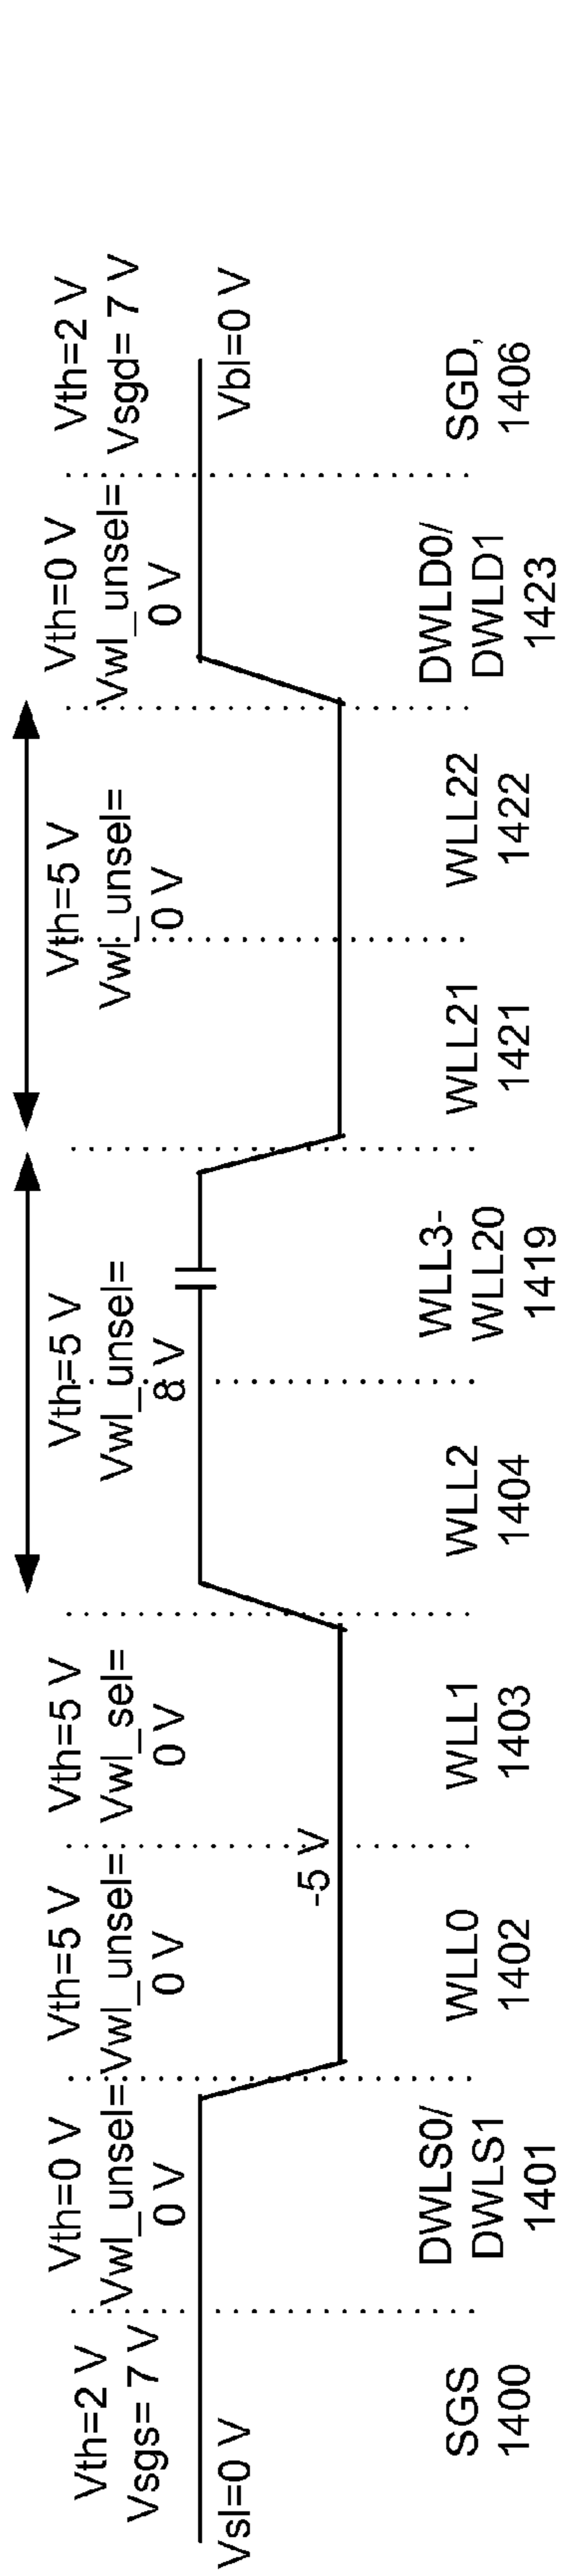 Vth=2 V
Vsgs= 7 V
Vsl=0 V
SGS
1400
Vth=0 V
Vwl_unsel=
0 V
DWLS0/
DWLS1
1401
Vth=5 V
Vwl_unsel=
0 V
WLL0
1402
-5 V
Vth=5 V
Vwl_sel=
0 V
WLL1
1403
Vth=5 V
Vwl_unsel=
8 V
WLL2
1404
WLL3-
WLL20
1419
Vth=5 V
Vwl_unsel=
0 V
WLL21
1421
WLL22
1422
Vth=0 V
Vwl_unsel=
0 V
DWLD0/
DWLD1
1423
Vth=2 V
Vsgd= 7 V
Vbl=0 V
SGD,
1406